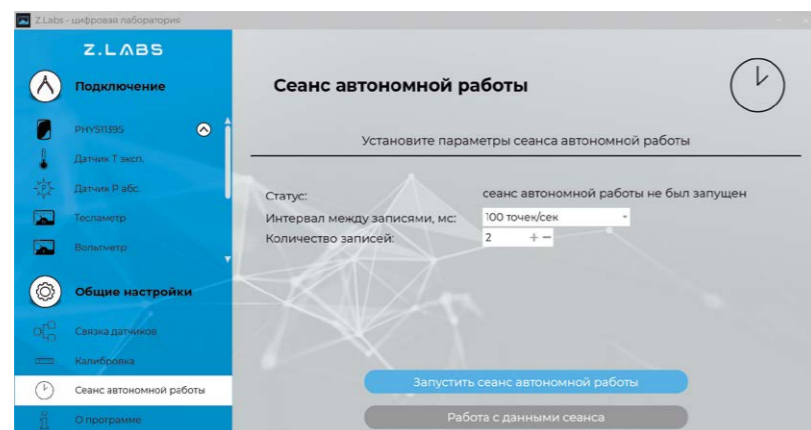 Z.Labs - цифровая лаборатория
Z.LABS
Подключение
PHYS11395
Датчик T эксп.
Датчик P абс.
Тесламетр
Вольтметр
Общие настройки
Связка датчиков
Калибровка
Сеанс автономной работы
О программе
Сеанс автономной работы
Установите параметры сеанса автономной работы
Статус: сеанс автономной работы не был запущен
Интервал между записями, мс: 100 точек/сек
Количество записей: 2 + −
Запустить сеанс автономной работы
Работа с данными сеанса